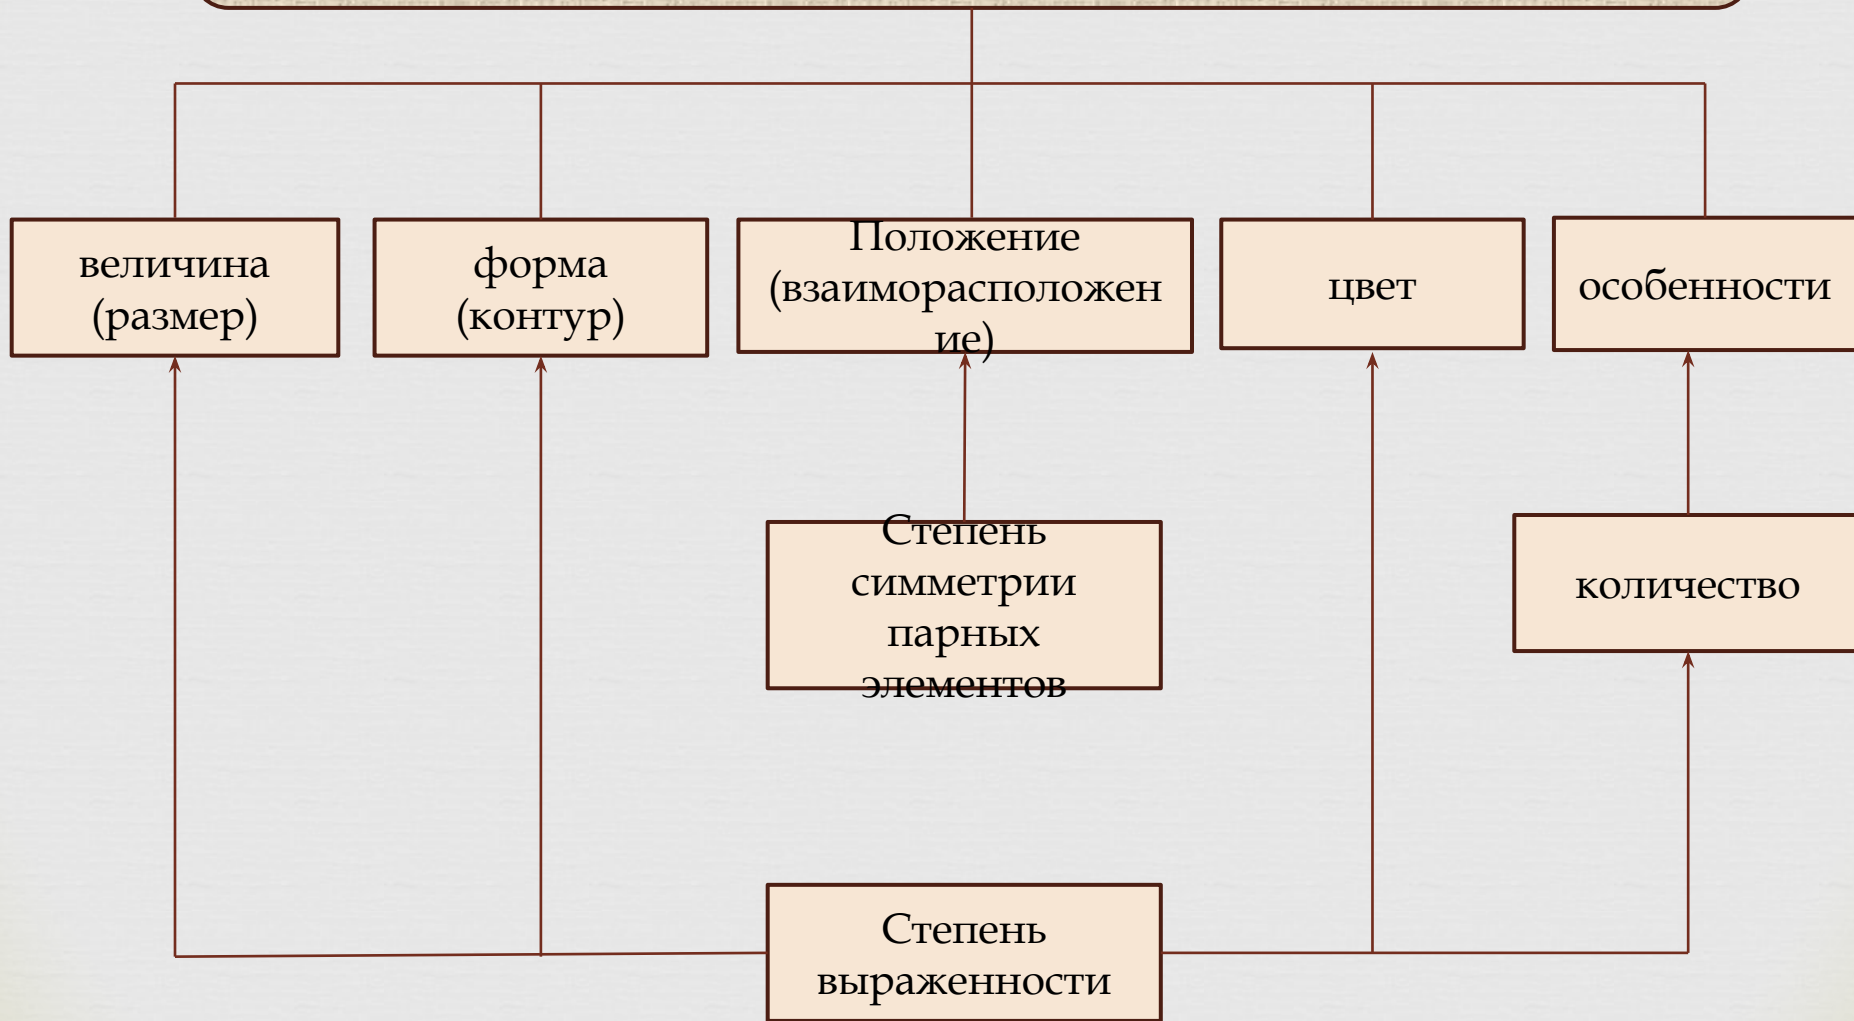 величина
(размер)
форма
(контур)
Положение
(взаиморасположен
ие)
цвет
особенности
Степень
симметрии
парных
элементов
количество
Степень
выраженности